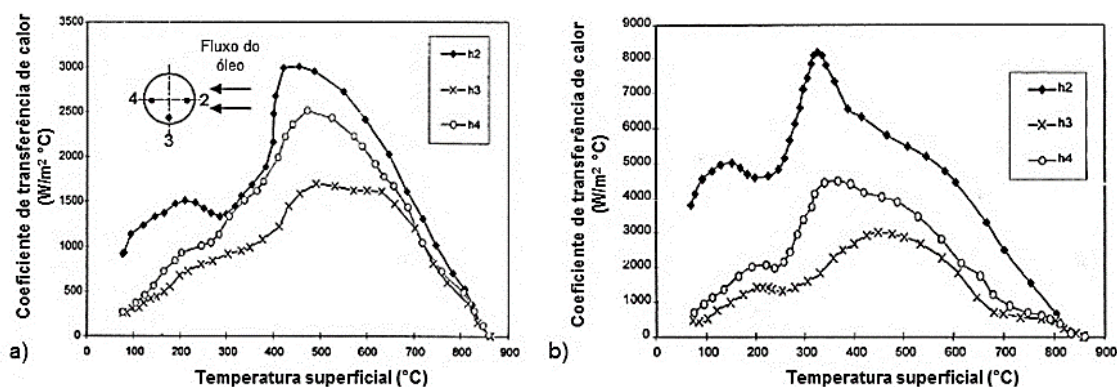 Coeficiente de transferência de calor
(W/m² °C)
3500
3000
2500
2000
1500
1000
500
0
0 100 200 300 400 500 600 700 800 900
Temperatura superficial (°C)
Fluxo do
óleo
4
2
3
h2
h3
h4
a)
Coeficiente de transferência de calor
(W/m² °C)
9000
8000
7000
6000
5000
4000
3000
2000
1000
0
0 100 200 300 400 500 600 700 800 900
Temperatura superficial (°C)
h2
h3
h4
b)